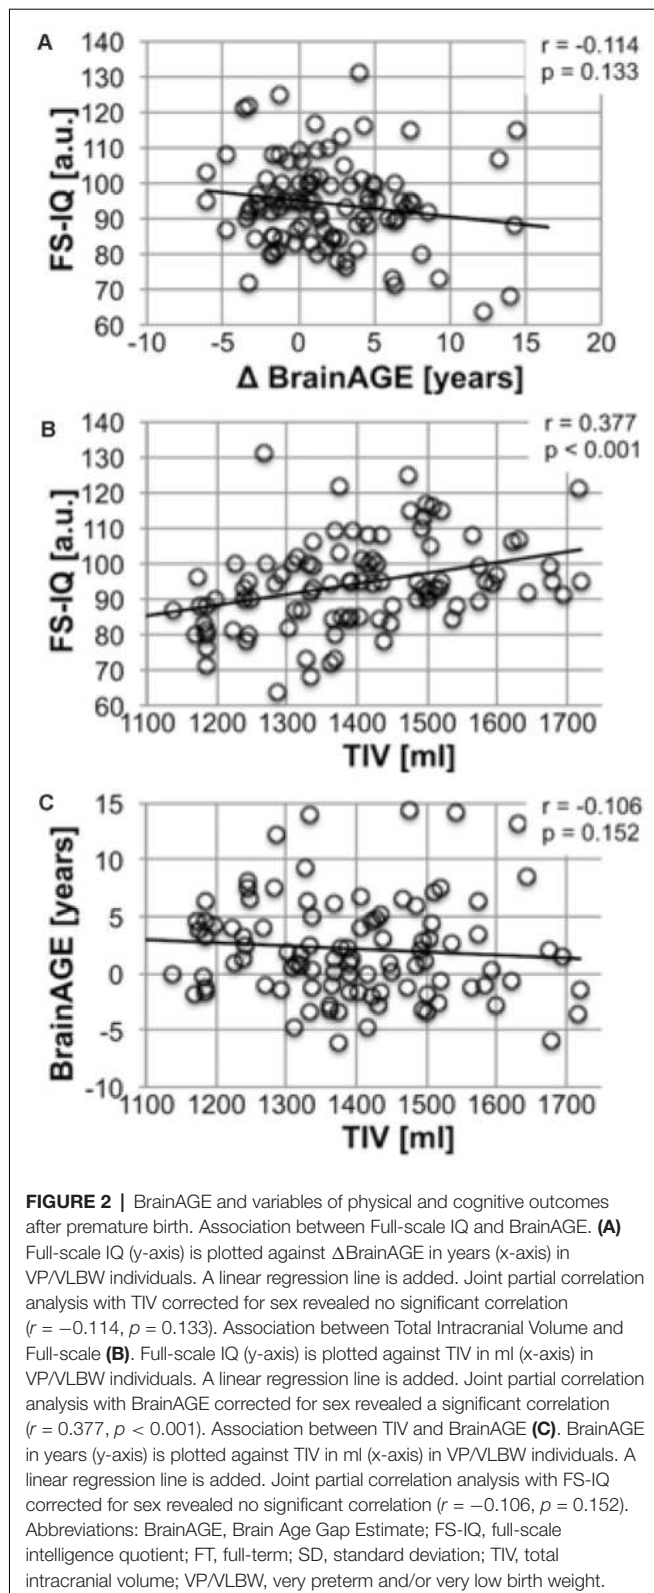 A
r = -0.114
p = 0.133
140
130
120
110
100
90
80
70
60
FS-IQ [a.u.]
-10 -5 0 5 10 15 20
Δ BrainAGE [years]
B
r = 0.377
p < 0.001
140
130
120
110
100
90
80
70
60
FS-IQ [a.u.]
1100 1200 1300 1400 1500 1600 1700
TIV [ml]
C
r = -0.106
p = 0.152
15
10
5
0
-5
-10
BrainAGE [years]
1100 1200 1300 1400 1500 1600 1700
TIV [ml]
FIGURE 2 | BrainAGE and variables of physical and cognitive outcomes
after premature birth. Association between Full-scale IQ and BrainAGE. (A)
Full-scale IQ (y-axis) is plotted against ΔBrainAGE in years (x-axis) in
VP/VLBW individuals. A linear regression line is added. Joint partial correlation
analysis with TIV corrected for sex revealed no significant correlation
(r = −0.114, p = 0.133). Association between Total Intracranial Volume and
Full-scale (B). Full-scale IQ (y-axis) is plotted against TIV in ml (x-axis) in
VP/VLBW individuals. A linear regression line is added. Joint partial correlation
analysis with BrainAGE corrected for sex revealed a significant correlation
(r = 0.377, p < 0.001). Association between TIV and BrainAGE (C). BrainAGE
in years (y-axis) is plotted against TIV in ml (x-axis) in VP/VLBW individuals. A
linear regression line is added. Joint partial correlation analysis with FS-IQ
corrected for sex revealed no significant correlation (r = −0.106, p = 0.152).
Abbreviations: BrainAGE, Brain Age Gap Estimate; FS-IQ, full-scale
intelligence quotient; FT, full-term; SD, standard deviation; TIV, total
intracranial volume; VP/VLBW, very preterm and/or very low birth weight.